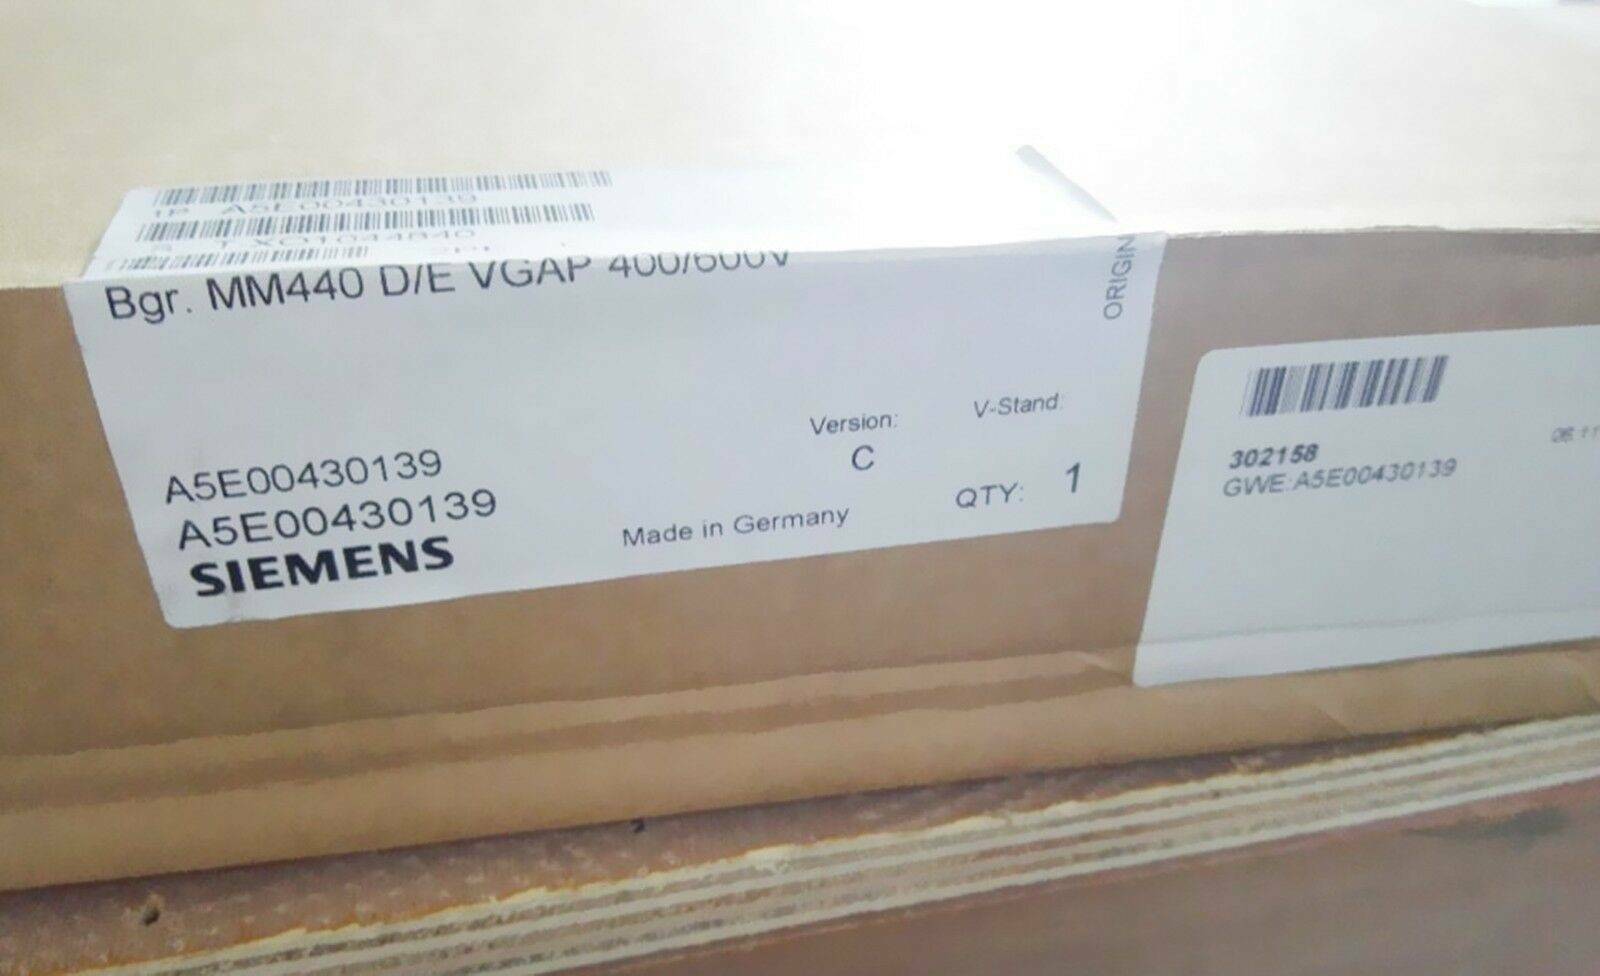 1P A5E00430139
S T-XO1044840
Bgr. MM440 D/E VGAP 400/600V
ORIGIN
Version: V-Stand:
C
A5E00430139
A5E00430139
QTY: 1
Made in Germany
SIEMENS
302158
GWE:A5E00430139